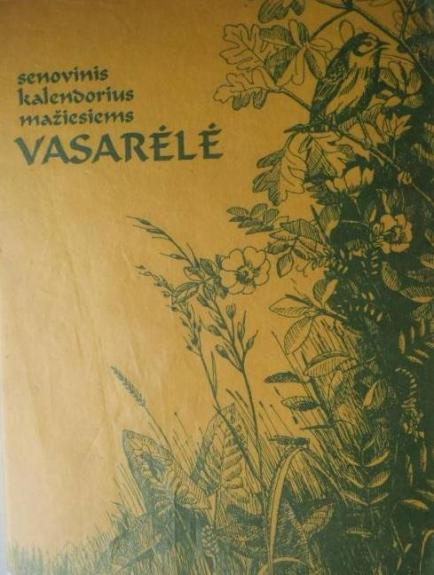 senovinis
kalendorius
mažiesiems
VASARĖLĖ